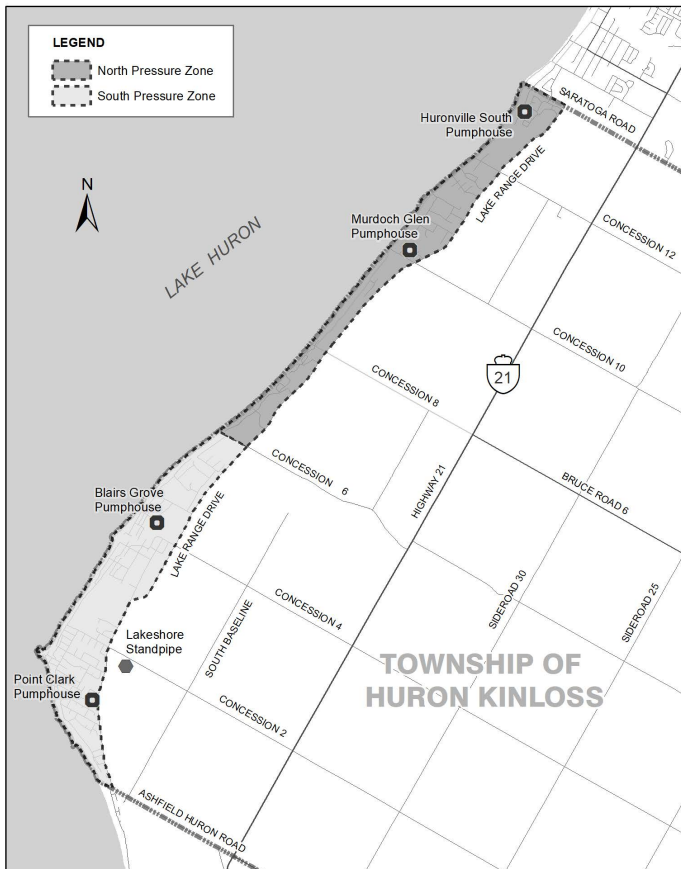 LEGEND
North Pressure Zone
South Pressure Zone
N
LAKE HURON
Huronville South
Pumphouse
SARATOGA ROAD
LAKE RANGE DRIVE
Murdoch Glen
Pumphouse
CONCESSION 12
CONCESSION 10
21
CONCESSION 8
CONCESSION 6
HIGHWAY 21
BRUCE ROAD 6
Blairs Grove
Pumphouse
LAKE RANGE DRIVE
CONCESSION 4
SOUTH BASELINE
SIDEROAD 30
SIDEROAD 25
Lakeshore
Standpipe
TOWNSHIP OF
HURON KINLOSS
Point Clark
Pumphouse
CONCESSION 2
ASHFIELD HURON ROAD